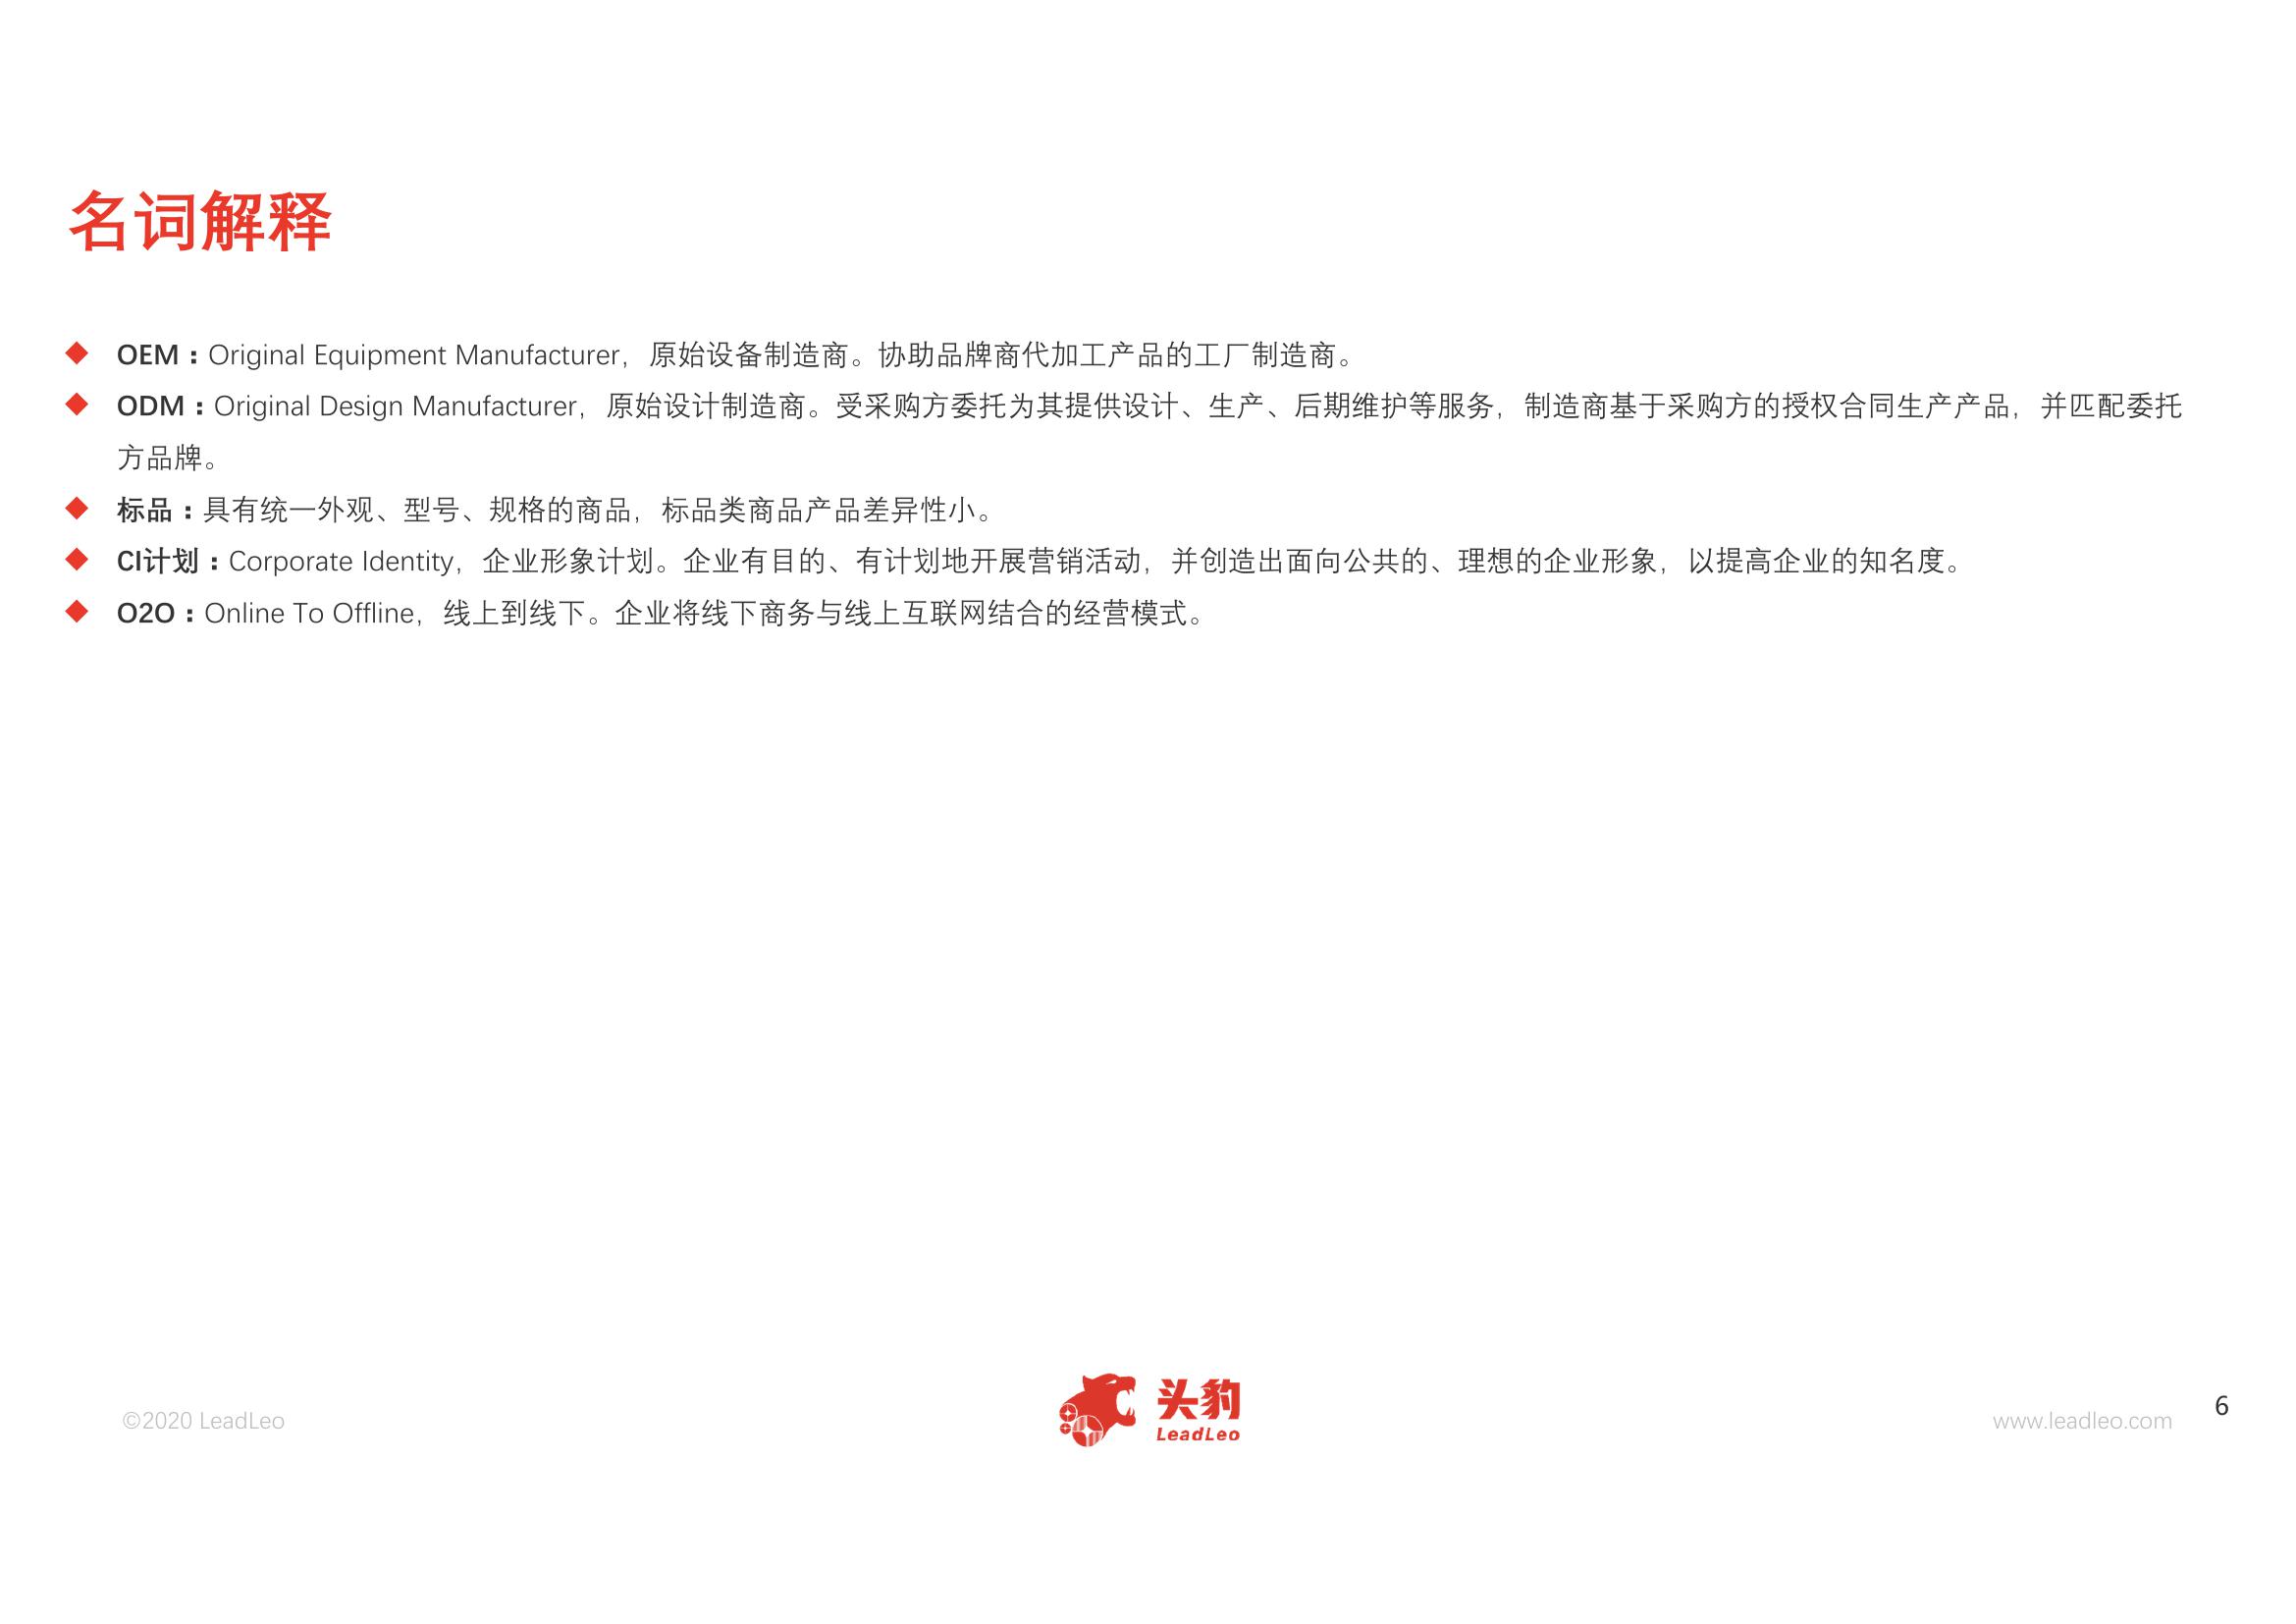 名词解释
◆ OEM：Original Equipment Manufacturer，原始设备制造商。协助品牌商代加工产品的工厂制造商。
◆ ODM：Original Design Manufacturer，原始设计制造商。受采购方委托为其提供设计、生产、后期维护等服务，制造商基于采购方的授权合同生产产品，并匹配委托
方品牌。
◆ 标品：具有统一外观、型号、规格的商品，标品类商品产品差异性小。
◆ CI计划：Corporate Identity，企业形象计划。企业有目的、有计划地开展营销活动，并创造出面向公共的、理想的企业形象，以提高企业的知名度。
◆ O2O：Online To Offline，线上到线下。企业将线下商务与线上互联网结合的经营模式。
©2020 LeadLeo
头豹
LeadLeo
www.leadleo.com
6